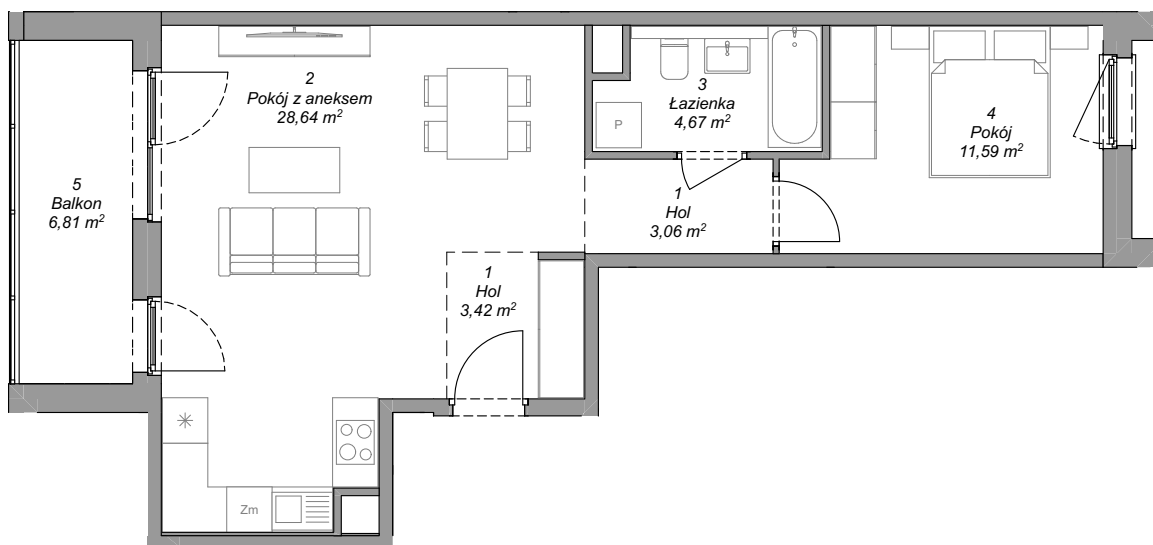 2
Pokój z aneksem
28,64 m²
3
Łazienka
4,67 m²
P
4
Pokój
11,59 m²
5
Balkon
6,81 m²
1
Hol
3,06 m²
1
Hol
3,42 m²
Zm